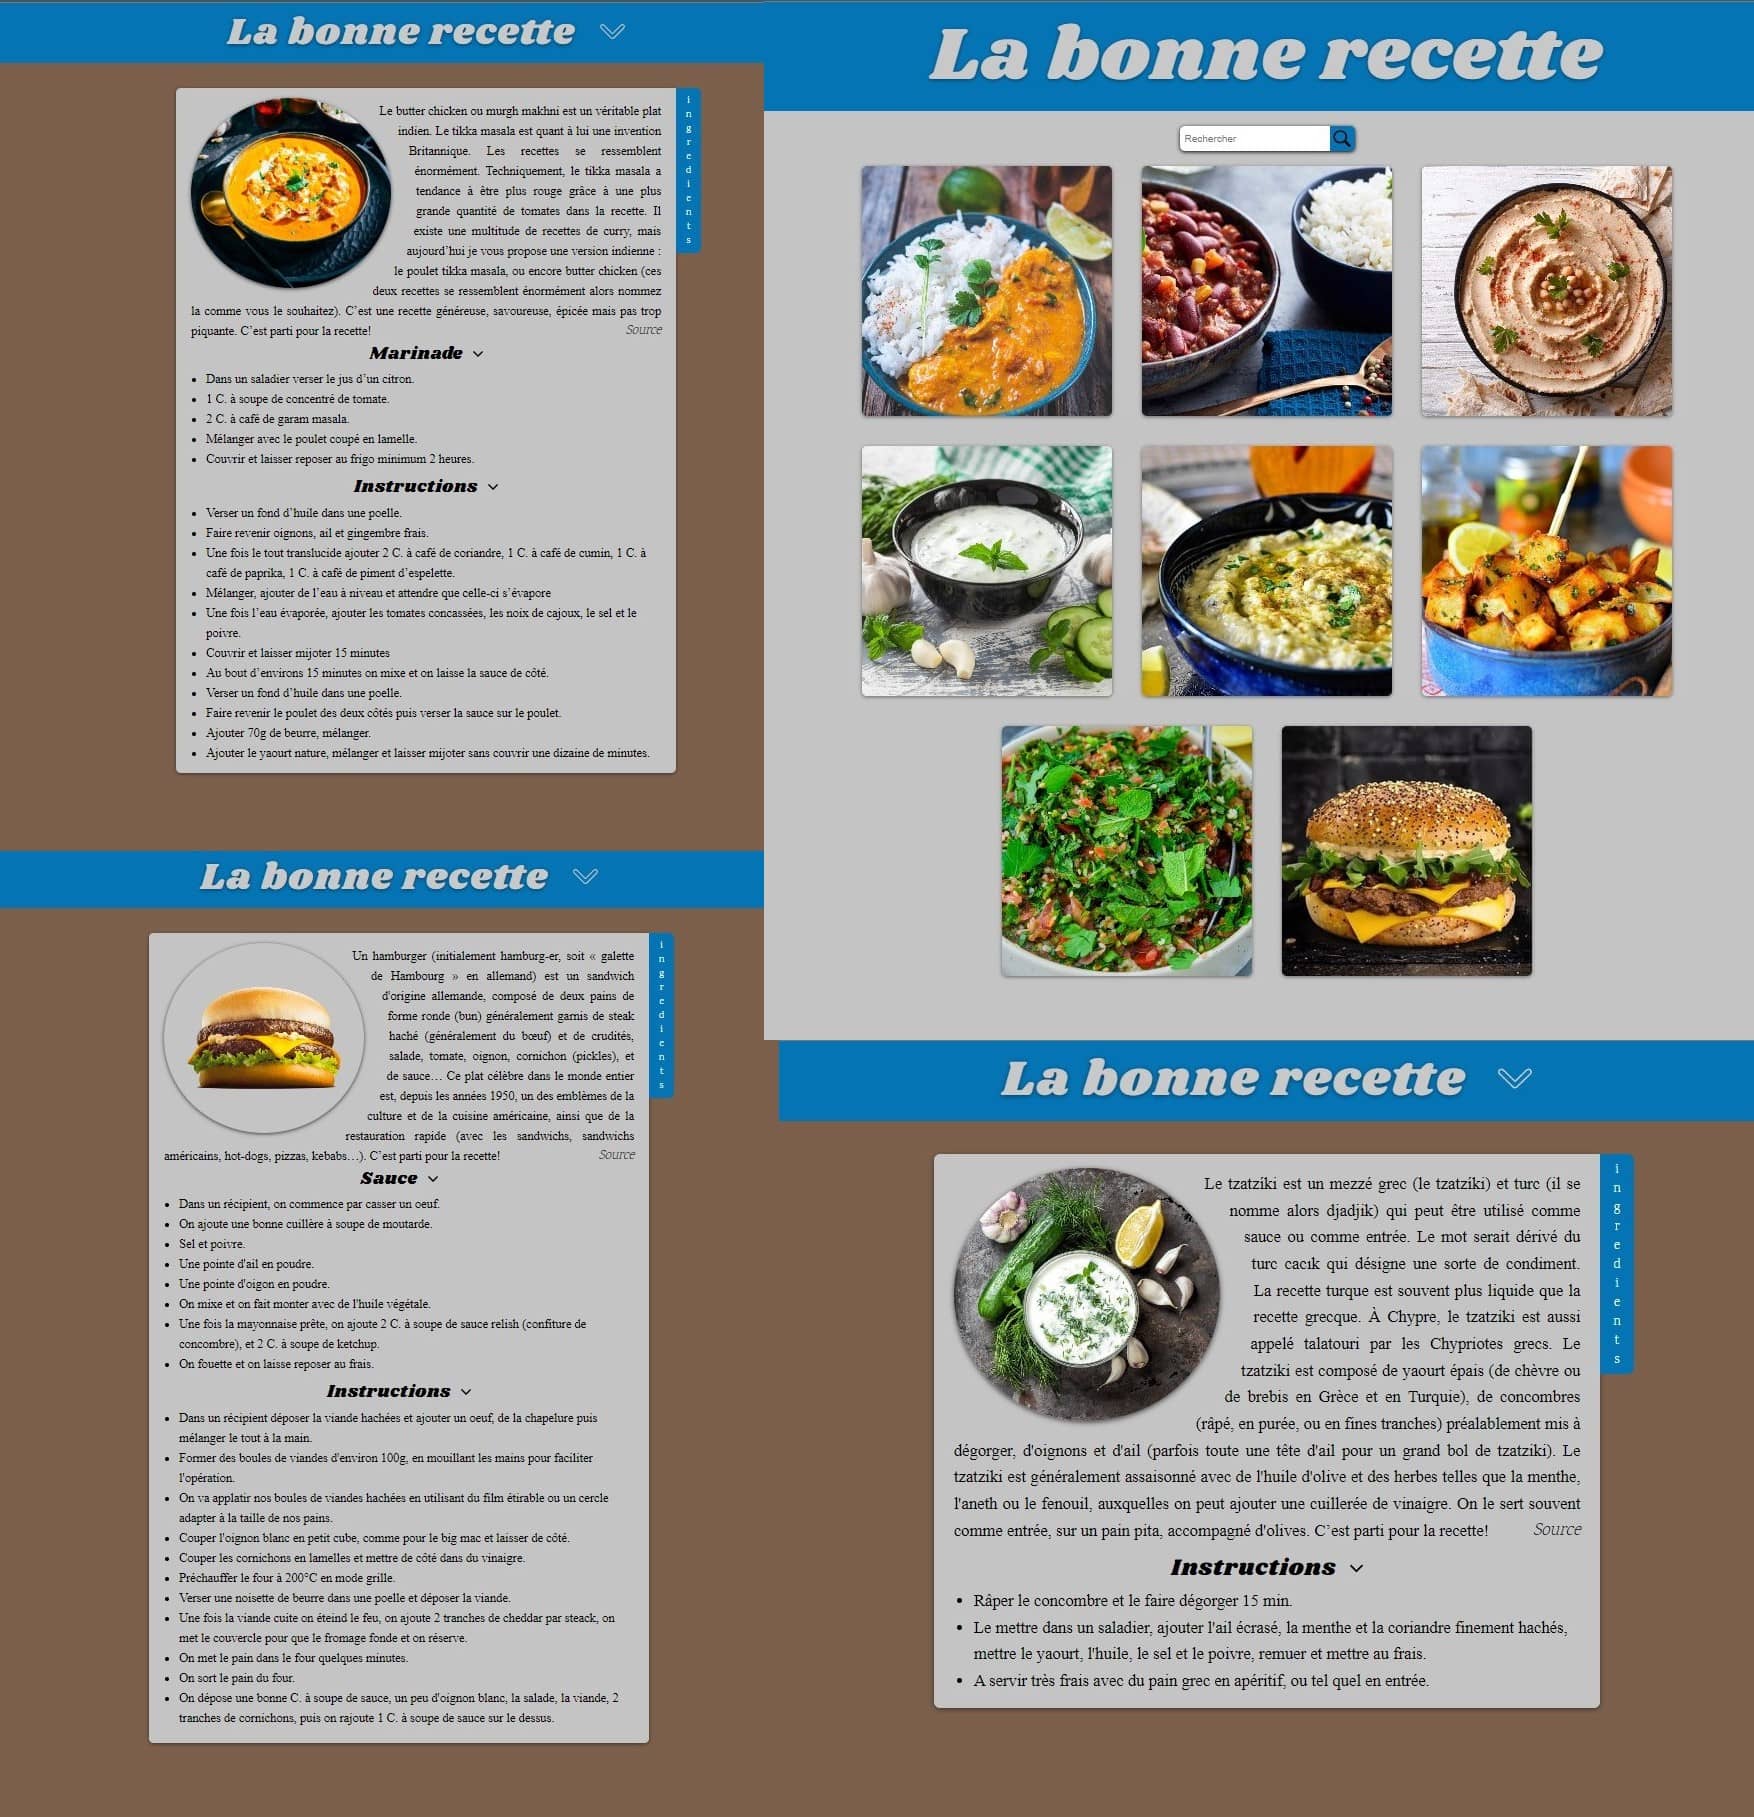 La bonne recette
Le butter chicken ou murgh makhni est un véritable plat
indien. Le tikka masala est quant à lui une invention
Britannique. Les recettes se ressemblent
énormément. Techniquement, le tikka masala a
tendance à être plus rouge grâce à une plus
grande quantité de tomates dans la recette. Il
existe une multitude de recettes de curry, mais
aujourd’hui je vous propose une version indienne :
le poulet tikka masala, ou encore butter chicken (ces
deux recettes se ressemblent énormément alors nommez
la comme vous le souhaitez). C’est une recette généreuse, savoureuse, épicée mais pas trop
piquante. C’est parti pour la recette!
Source
ingredients
Marinade
Dans un saladier verser le jus d’un citron.
1 C. à soupe de concentré de tomate.
2 C. à café de garam masala.
Mélanger avec le poulet coupé en lamelle.
Couvrir et laisser reposer au frigo minimum 2 heures.
Instructions
Verser un fond d’huile dans une poelle.
Faire revenir oignons, ail et gingembre frais.
Une fois le tout translucide ajouter 2 C. à café de coriandre, 1 C. à café de cumin, 1 C. à
café de paprika, 1 C. à café de piment d’espelette.
Mélanger, ajouter de l’eau à niveau et attendre que celle-ci s’évapore
Une fois l’eau évaporée, ajouter les tomates concassées, les noix de cajoux, le sel et le
poivre.
Couvrir et laisser mijoter 15 minutes
Au bout d’environs 15 minutes on mixe et on laisse la sauce de côté.
Verser un fond d’huile dans une poelle.
Faire revenir le poulet des deux côtés puis verser la sauce sur le poulet.
Ajouter 70g de beurre, mélanger.
Ajouter le yaourt nature, mélanger et laisser mijoter sans couvrir une dizaine de minutes.
La bonne recette
Rechercher
La bonne recette
Un hamburger (initialement hamburg-er, soit « galette
de Hambourg » en allemand) est un sandwich
d'origine allemande, composé de deux pains de
forme ronde (bun) généralement garnis de steak
haché (généralement du bœuf) et de crudités,
salade, tomate, oignon, cornichon (pickles), et
de sauce… Ce plat célèbre dans le monde entier
est, depuis les années 1950, un des emblèmes de la
culture et de la cuisine américaine, ainsi que de la
restauration rapide (avec les sandwichs, sandwichs
américains, hot-dogs, pizzas, kebabs…). C’est parti pour la recette!
Source
ingredients
Sauce
Dans un récipient, on commence par casser un oeuf.
On ajoute une bonne cuillère à soupe de moutarde.
Sel et poivre.
Une pointe d'ail en poudre.
Une pointe d'oigon en poudre.
On mixe et on fait monter avec de l'huile végétale.
Une fois la mayonnaise prête, on ajoute 2 C. à soupe de sauce relish (confiture de
concombre), et 2 C. à soupe de ketchup.
On fouette et on laisse reposer au frais.
Instructions
Dans un récipient déposer la viande hachées et ajouter un oeuf, de la chapelure puis
mélanger le tout à la main.
Former des boules de viandes d'environ 100g, en mouillant les mains pour faciliter
l'opération.
On va applatir nos boules de viandes hachées en utilisant du film étirable ou un cercle
adapter à la taille de nos pains.
Couper l'oignon blanc en petit cube, comme pour le big mac et laisser de côté.
Couper les cornichons en lamelles et mettre de côté dans du vinaigre.
Préchauffer le four à 200°C en mode grille.
Verser une noisette de beurre dans une poelle et déposer la viande.
Une fois la viande cuite on éteind le feu, on ajoute 2 tranches de cheddar par steack, on
met le couvercle pour que le fromage fonde et on réserve.
On met le pain dans le four quelques minutes.
On sort le pain du four.
On dépose une bonne C. à soupe de sauce, un peu d'oignon blanc, la salade, la viande, 2
tranches de cornichons, puis on rajoute 1 C. à soupe de sauce sur le dessus.
La bonne recette
Le tzatzíki est un mezzé grec (le tzatzíki) et turc (il se
nomme alors djadjik) qui peut être utilisé comme
sauce ou comme entrée. Le mot serait dérivé du
turc cacık qui désigne une sorte de condiment.
La recette turque est souvent plus liquide que la
recette grecque. À Chypre, le tzatziki est aussi
appelé talatouri par les Chypriotes grecs. Le
tzatziki est composé de yaourt épais (de chèvre ou
de brebis en Grèce et en Turquie), de concombres
(râpé, en purée, ou en fines tranches) préalablement mis à
dégorger, d'oignons et d'ail (parfois toute une tête d'ail pour un grand bol de tzatziki). Le
tzatziki est généralement assaisonné avec de l'huile d'olive et des herbes telles que la menthe,
l'aneth ou le fenouil, auxquelles on peut ajouter une cuillerée de vinaigre. On le sert souvent
comme entrée, sur un pain pita, accompagné d'olives. C’est parti pour la recette!
Source
ingredients
Instructions
Râper le concombre et le faire dégorger 15 min.
Le mettre dans un saladier, ajouter l'ail écrasé, la menthe et la coriandre finement hachés,
mettre le yaourt, l'huile, le sel et le poivre, remuer et mettre au frais.
A servir très frais avec du pain grec en apéritif, ou tel quel en entrée.